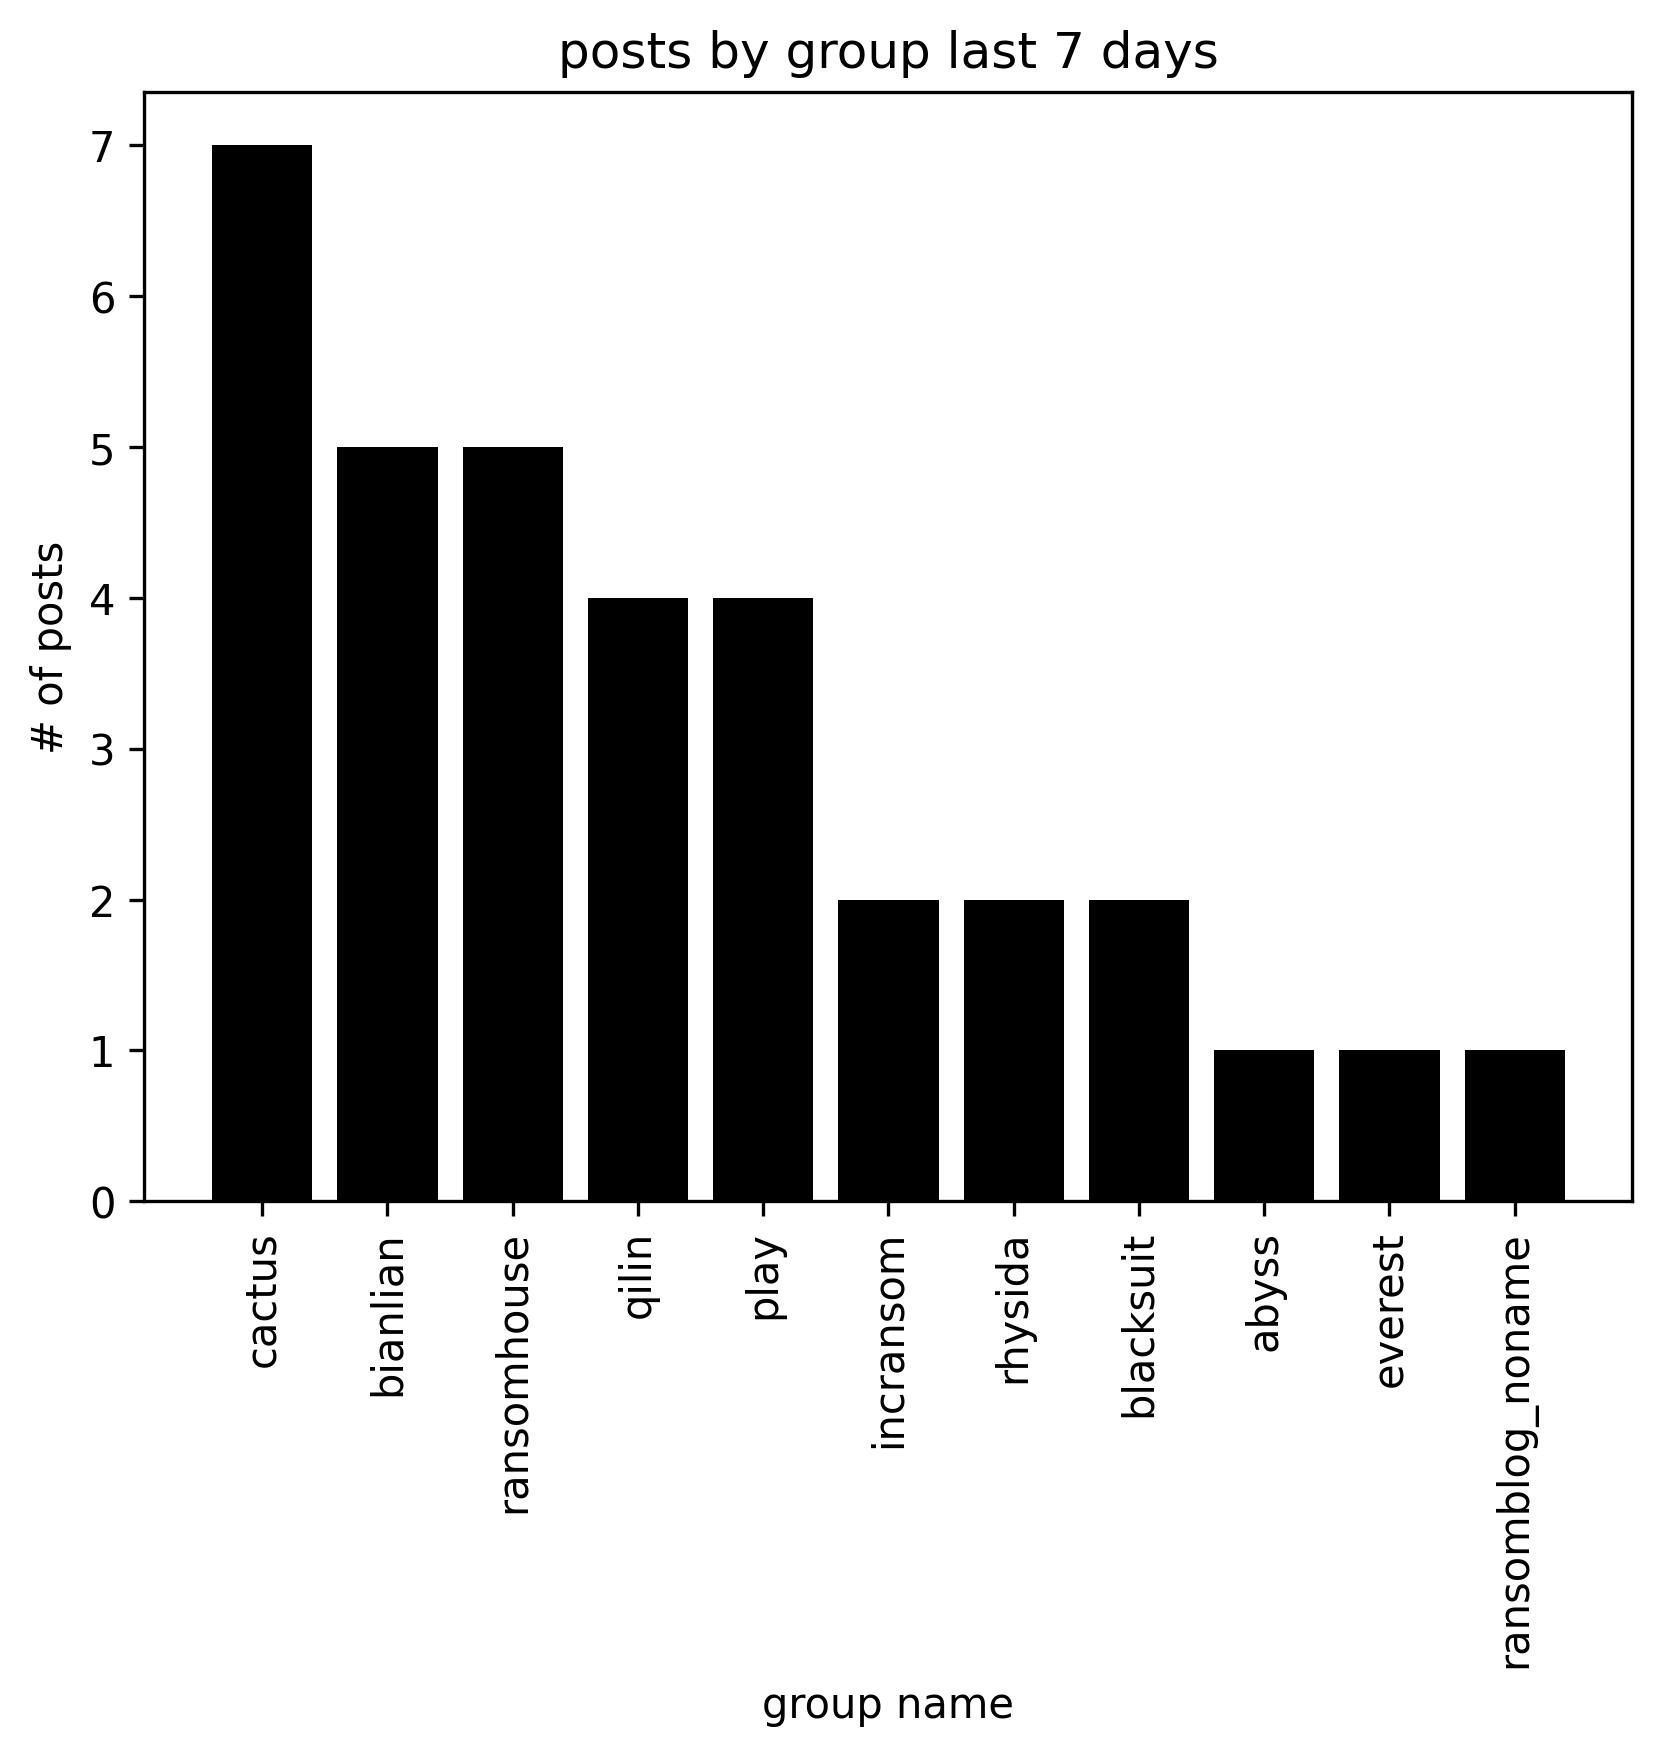 posts by group last 7 days
# of posts
7
6
5
4
3
2
1
0
cactus
bianlian
ransomhouse
qilin
play
incransom
rhysida
blacksuit
abyss
everest
ransomblog_noname
group name